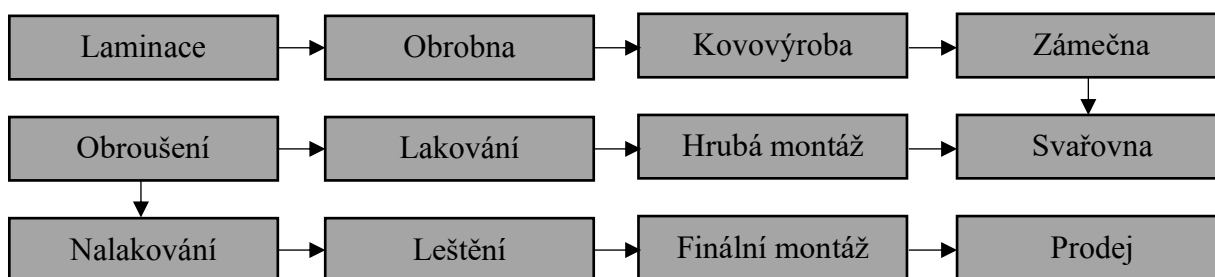 Laminace
Obrobna
Kovovýroba
Zámečna
Obroušení
Lakování
Hrubá montáž
Svařovna
Nalakování
Leštění
Finální montáž
Prodej